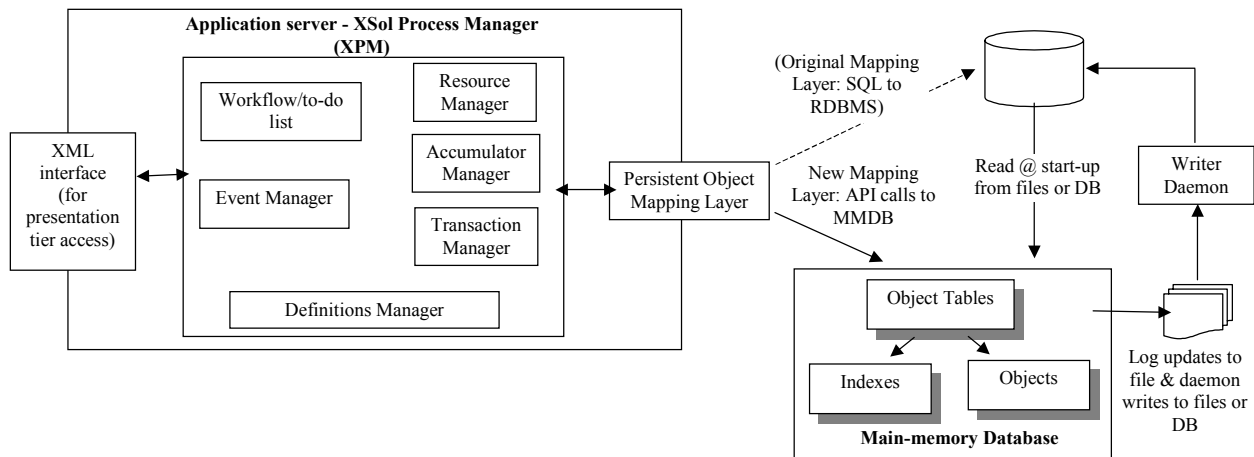 Application server - XSol Process Manager
(XPM)
XML
interface
(for
presentation
tier access)
Workflow/to-do
list
Event Manager
Resource
Manager
Accumulator
Manager
Transaction
Manager
Definitions Manager
Persistent Object
Mapping Layer
(Original Mapping
Layer: SQL to
RDBMS)
New Mapping
Layer: API calls to
MMDB
Read @ start-up
from files or DB
Writer
Daemon
Object Tables
Indexes
Objects
Main-memory Database
Log updates to
file & daemon
writes to files or
DB